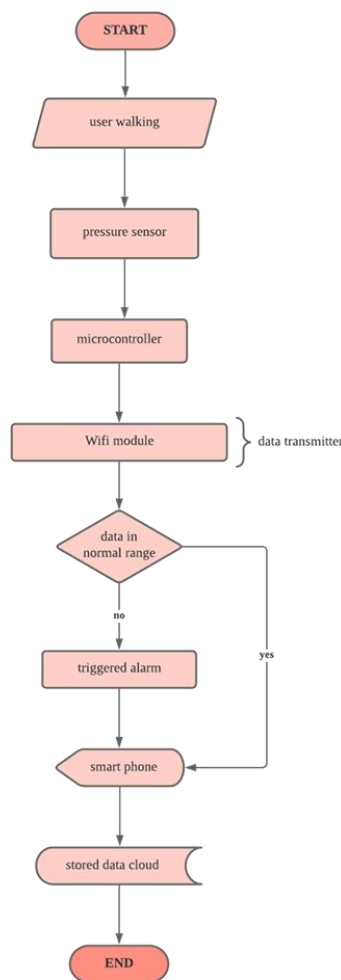 START
user walking
pressure sensor
microcontroller
Wifi module
data transmitter
data in
normal range
no
yes
triggered alarm
smart phone
stored data cloud
END